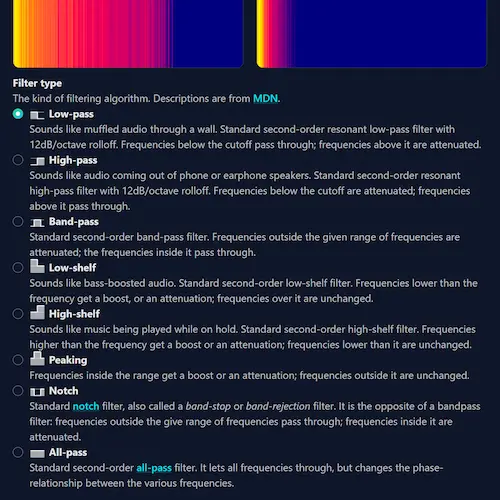 Filter type
The kind of filtering algorithm. Descriptions are from MDN.
Low-pass
Sounds like muffled audio through a wall. Standard second-order resonant low-pass filter with
12dB/octave rolloff. Frequencies below the cutoff pass through; frequencies above it are attenuated.
High-pass
Sounds like audio coming out of phone or earphone speakers. Standard second-order resonant
high-pass filter with 12dB/octave rolloff. Frequencies below the cutoff are attenuated; frequencies
above it pass through.
Band-pass
Standard second-order band-pass filter. Frequencies outside the given range of frequencies are
attenuated; the frequencies inside it pass through.
Low-shelf
Sounds like bass-boosted audio. Standard second-order low-shelf filter. Frequencies lower than the
frequency get a boost, or an attenuation; frequencies over it are unchanged.
High-shelf
Sounds like music being played while on hold. Standard second-order high-shelf filter. Frequencies
higher than the frequency get a boost or an attenuation; frequencies lower than it are unchanged.
Peaking
Frequencies inside the range get a boost or an attenuation; frequencies outside it are unchanged.
Notch
Standard notch filter, also called a band-stop or band-rejection filter. It is the opposite of a bandpass
filter: frequencies outside the give range of frequencies pass through; frequencies inside it are
attenuated.
All-pass
Standard second-order all-pass filter. It lets all frequencies through, but changes the phase-
relationship between the various frequencies.